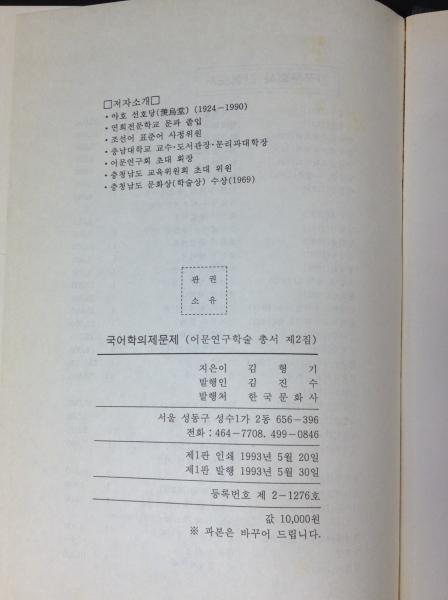 □저자소개□
· 아호 선호당(羨烏堂) (1924-1990)
· 연희전문학교 문과 졸업
· 조선어 표준어 사정위원
· 충남대학교 교수·도서관장·문리과대학장
· 어문연구회 초대 회장
· 충청남도 교육위원회 초대 위원
· 충청남도 문화상(학술상) 수상(1969)
판 권
소 유
국어학의제문제 (어문연구학술 총서 제2집)
지은이 김 형 기
발행인 김 진 수
발행처 한 국 문 화 사
서울 성동구 성수1가 2동 656-396
전화 : 464-7708. 499-0846
제1판 인쇄 1993년 5월 20일
제1판 발행 1993년 5월 30일
등록번호 제 2-1276호
값 10,000원
※ 파본은 바꾸어 드립니다.